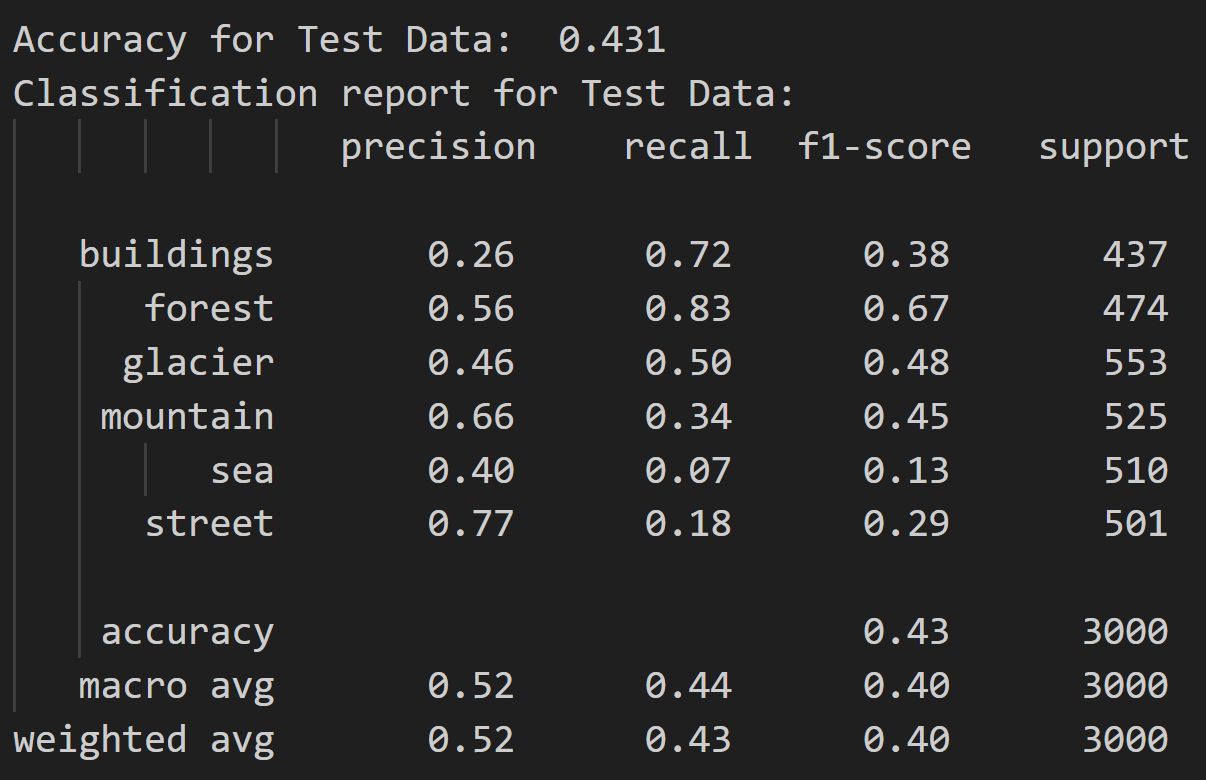 Accuracy for Test Data:  0.431
Classification report for Test Data:
precision    recall  f1-score   support
buildings       0.26      0.72      0.38       437
forest       0.56      0.83      0.67       474
glacier       0.46      0.50      0.48       553
mountain       0.66      0.34      0.45       525
sea       0.40      0.07      0.13       510
street       0.77      0.18      0.29       501
accuracy                           0.43      3000
macro avg       0.52      0.44      0.40      3000
weighted avg       0.52      0.43      0.40      3000